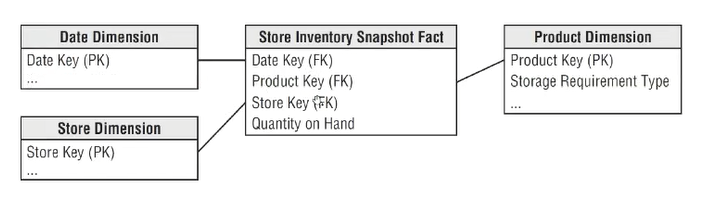 Date Dimension
Date Key (PK)
...
Store Dimension
Store Key (PK)
...
Store Inventory Snapshot Fact
Date Key (FK)
Product Key (FK)
Store Key (FK)
Quantity on Hand
Product Dimension
Product Key (PK)
Storage Requirement Type
...